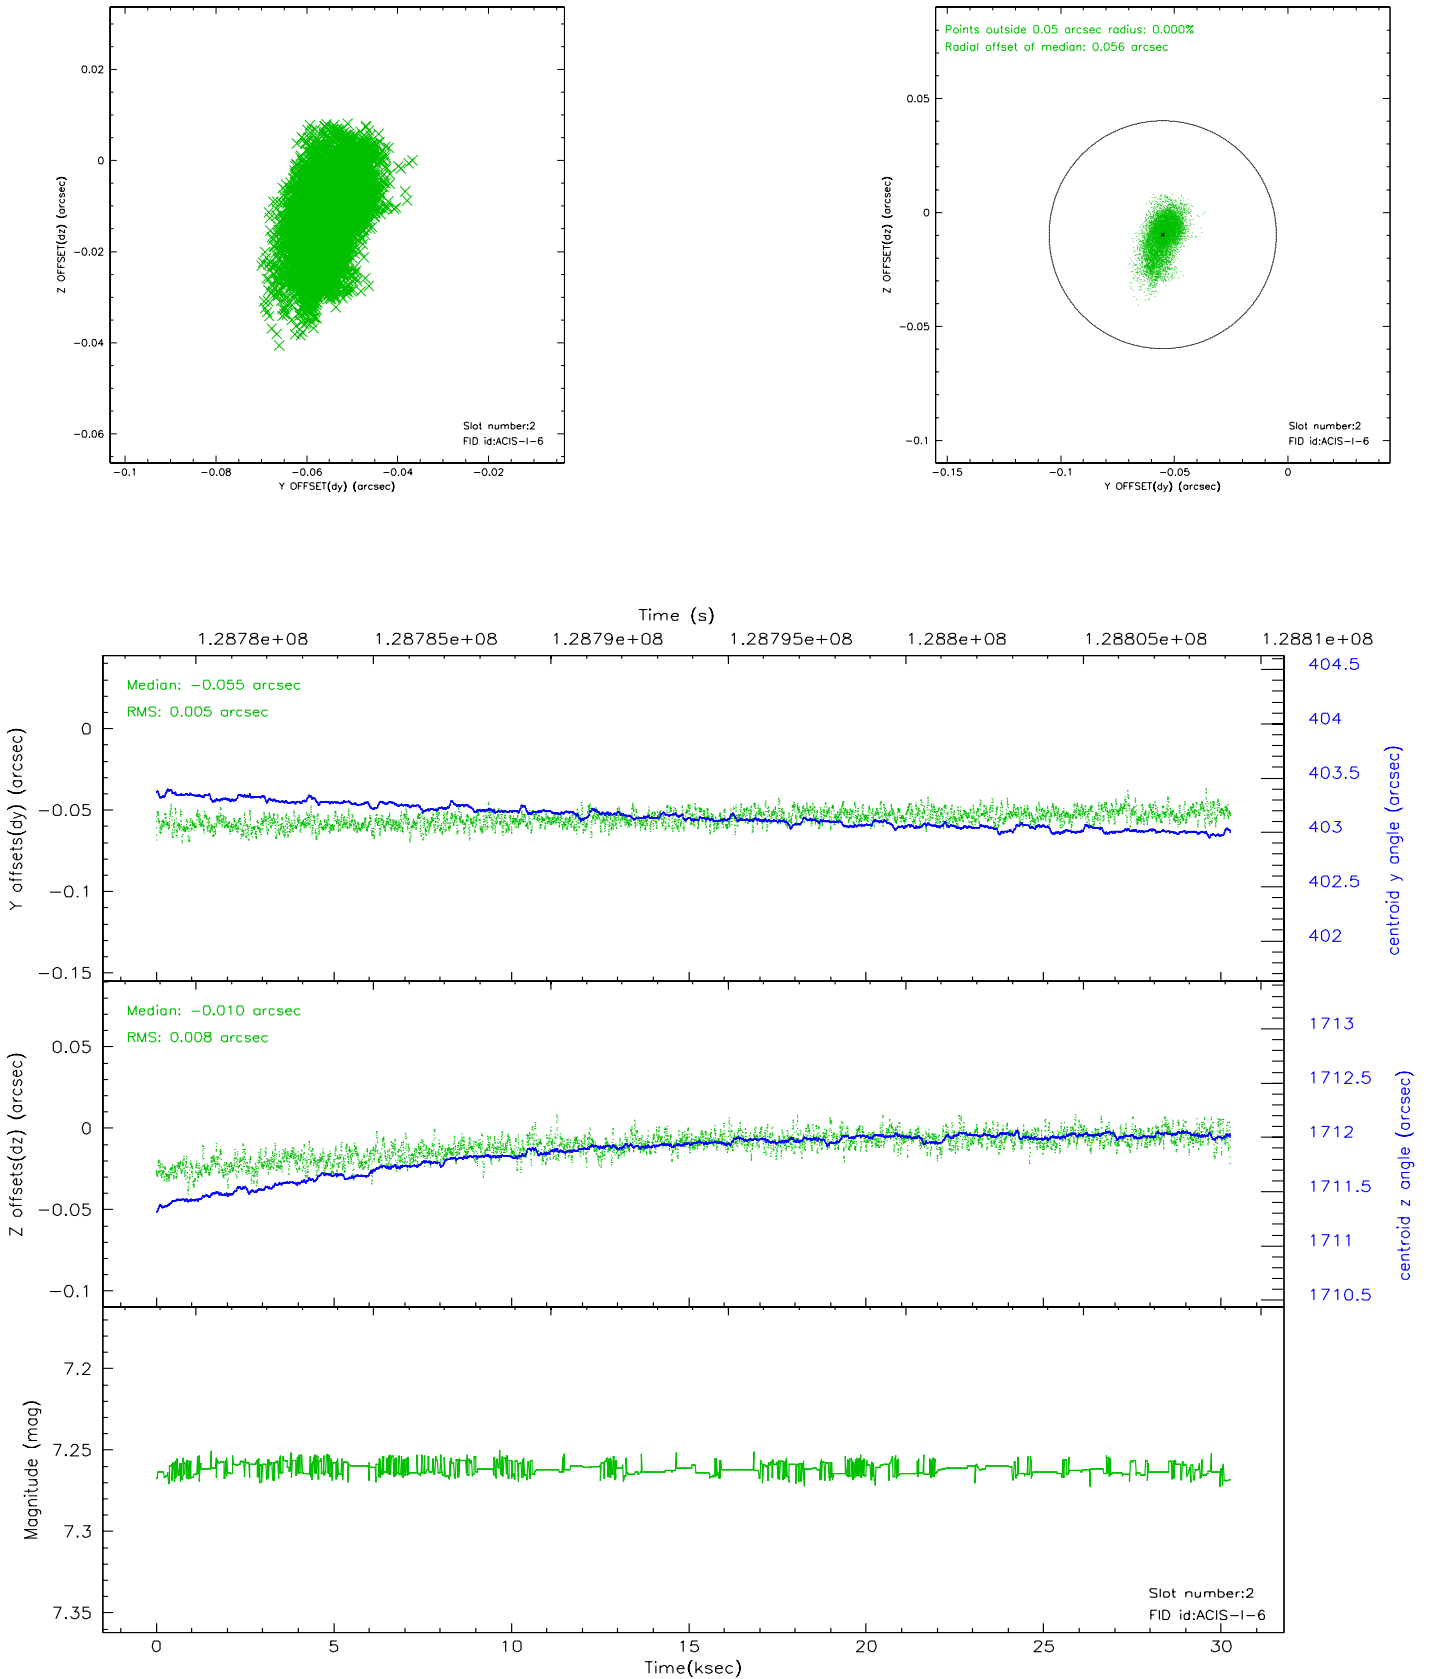 0.02
0
−0.02
−0.04
−0.06
Z OFFSET(dz) (arcsec)
−0.1
−0.08
−0.06
−0.04
−0.02
Y OFFSET(dy) (arcsec)
Slot number:2
FID id:ACIS−I−6
Points outside 0.05 arcsec radius: 0.000%
Radial offset of median: 0.056 arcsec
0.05
0
−0.05
−0.1
Z OFFSET(dz) (arcsec)
−0.15
−0.1
−0.05
0
Y OFFSET(dy) (arcsec)
Slot number:2
FID id:ACIS−I−6
Time (s)
1.2878e+08
1.28785e+08
1.2879e+08
1.28795e+08
1.288e+08
1.28805e+08
1.2881e+08
Median: −0.055 arcsec
RMS: 0.005 arcsec
0
−0.05
−0.1
−0.15
Y offsets(dy) (arcsec)
404.5
404
403.5
403
402.5
402
centroid y angle (arcsec)
Median: −0.010 arcsec
RMS: 0.008 arcsec
0.05
0
−0.05
−0.1
Z offsets(dz) (arcsec)
1713
1712.5
1712
1711.5
1711
1710.5
centroid z angle (arcsec)
7.2
7.25
7.3
7.35
Magnitude (mag)
Slot number:2
FID id:ACIS−I−6
0
5
10
15
20
25
30
Time(ksec)